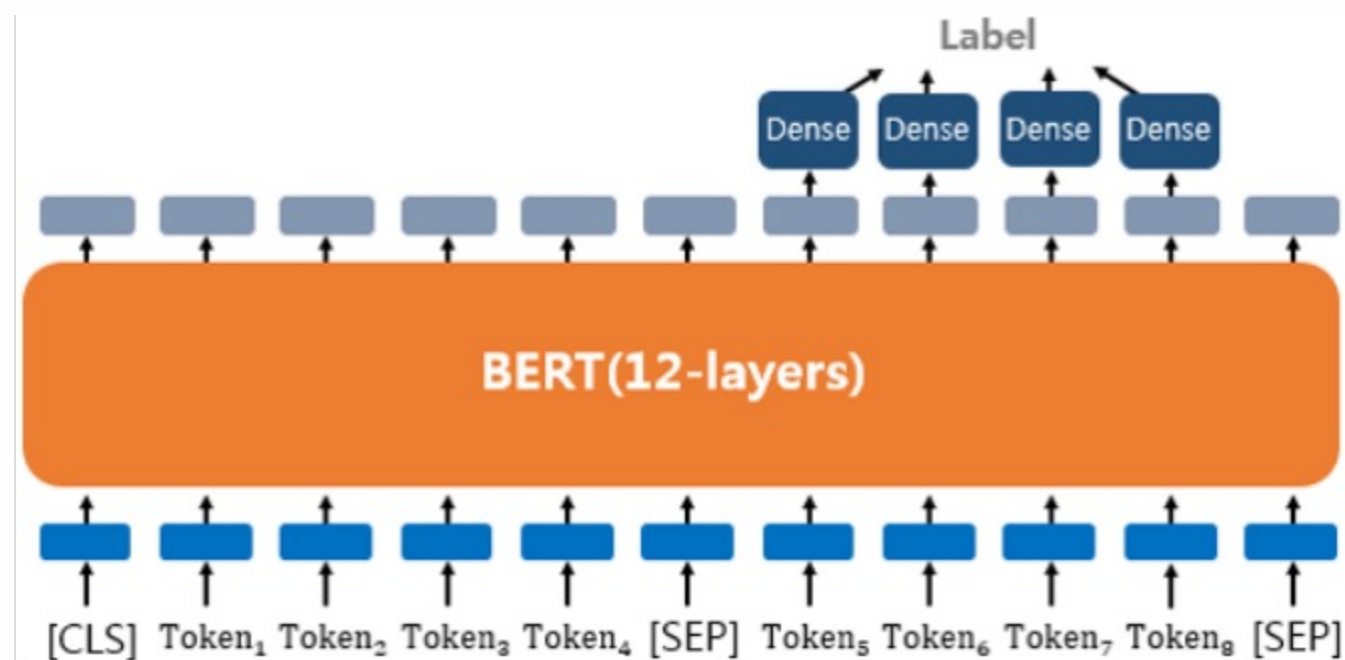 Label
Dense Dense Dense Dense
BERT(12-layers)
[CLS] Token₁ Token₂ Token₃ Token₄ [SEP] Token₅ Token₆ Token₇ Token₈ [SEP]